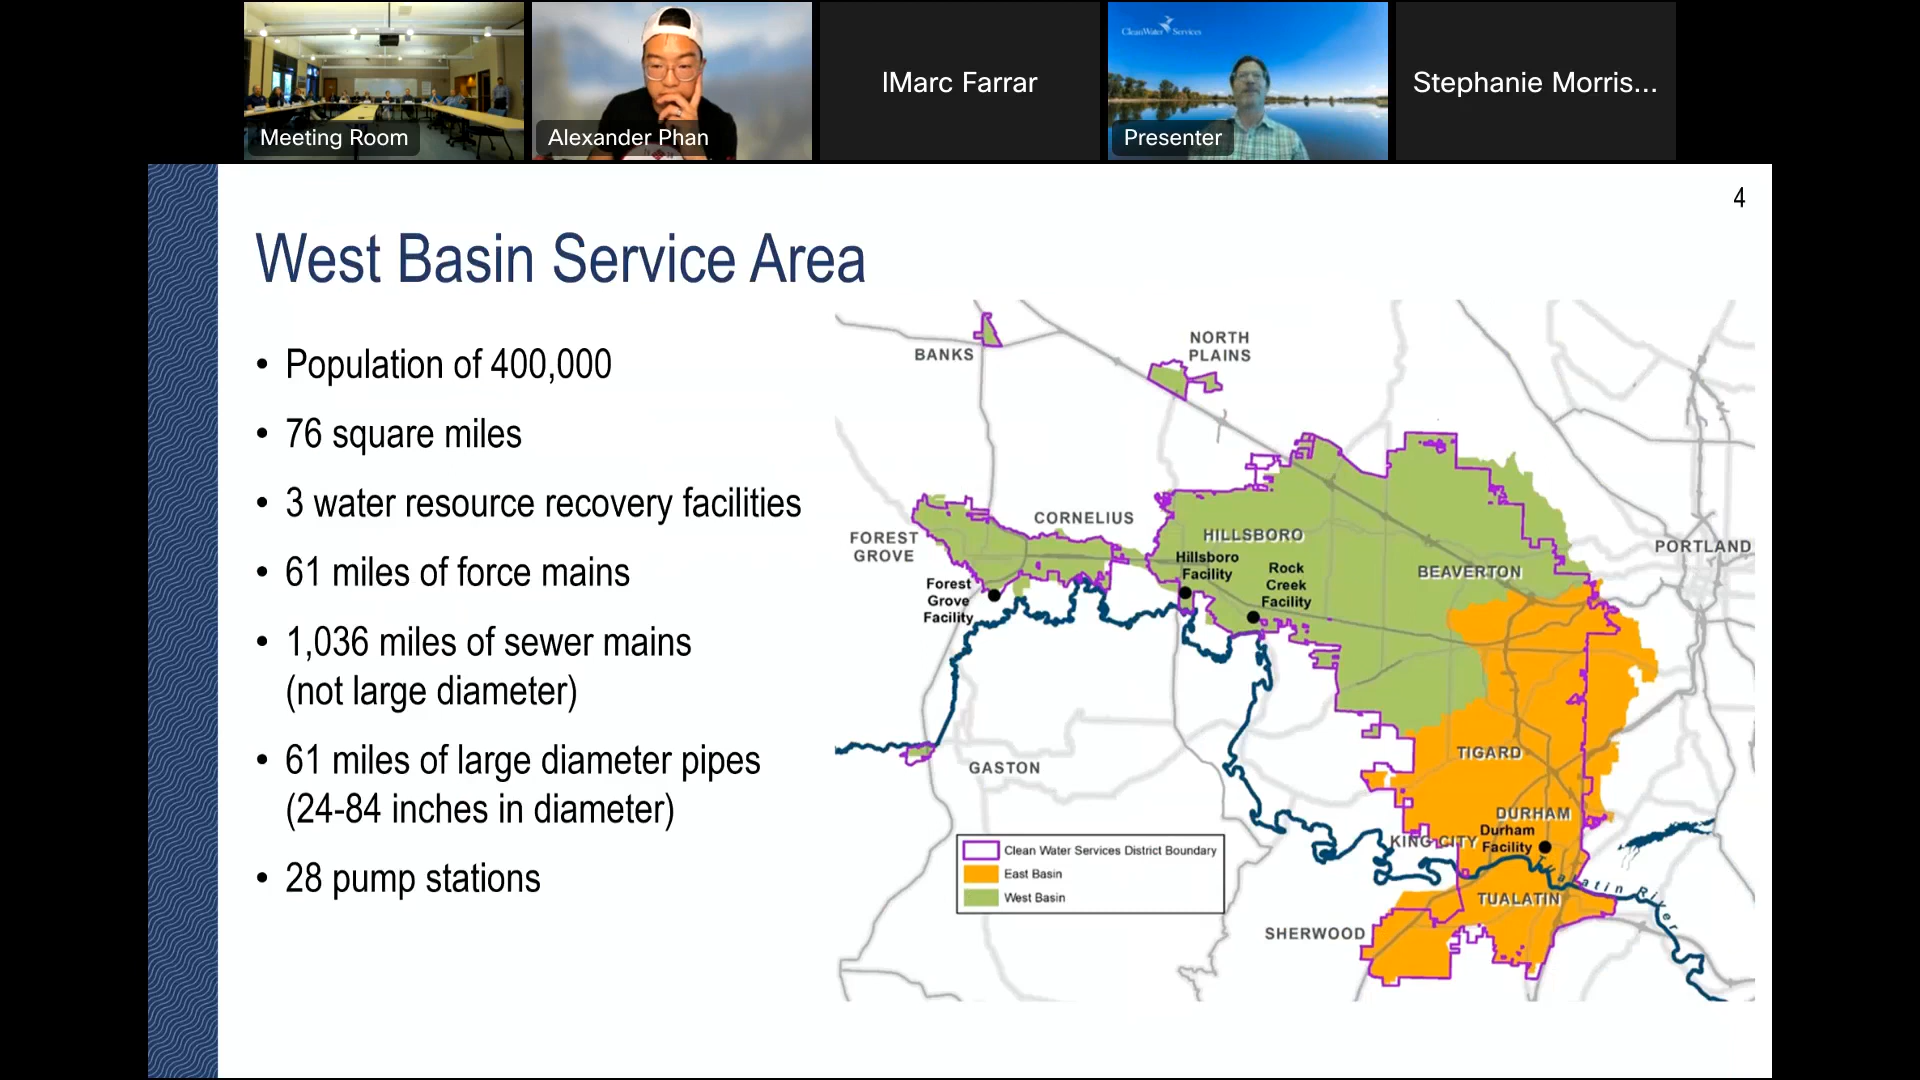 CleanWater Services
Meeting Room
Alexander Phan
IMarc Farrar
Presenter
Stephanie Morris...
4
West Basin Service Area
• Population of 400,000
• 76 square miles
• 3 water resource recovery facilities
• 61 miles of force mains
• 1,036 miles of sewer mains
(not large diameter)
• 61 miles of large diameter pipes
(24-84 inches in diameter)
• 28 pump stations
BANKS
NORTH
PLAINS
FOREST
GROVE
CORNELIUS
HILLSBORO
Hillsboro
Facility
Rock
Creek
Facility
Forest
Grove
Facility
BEAVERTON
PORTLAND
GASTON
TIGARD
DURHAM
Durham
Facility
KING CITY
Tualatin River
TUALATIN
SHERWOOD
Clean Water Services District Boundary
East Basin
West Basin